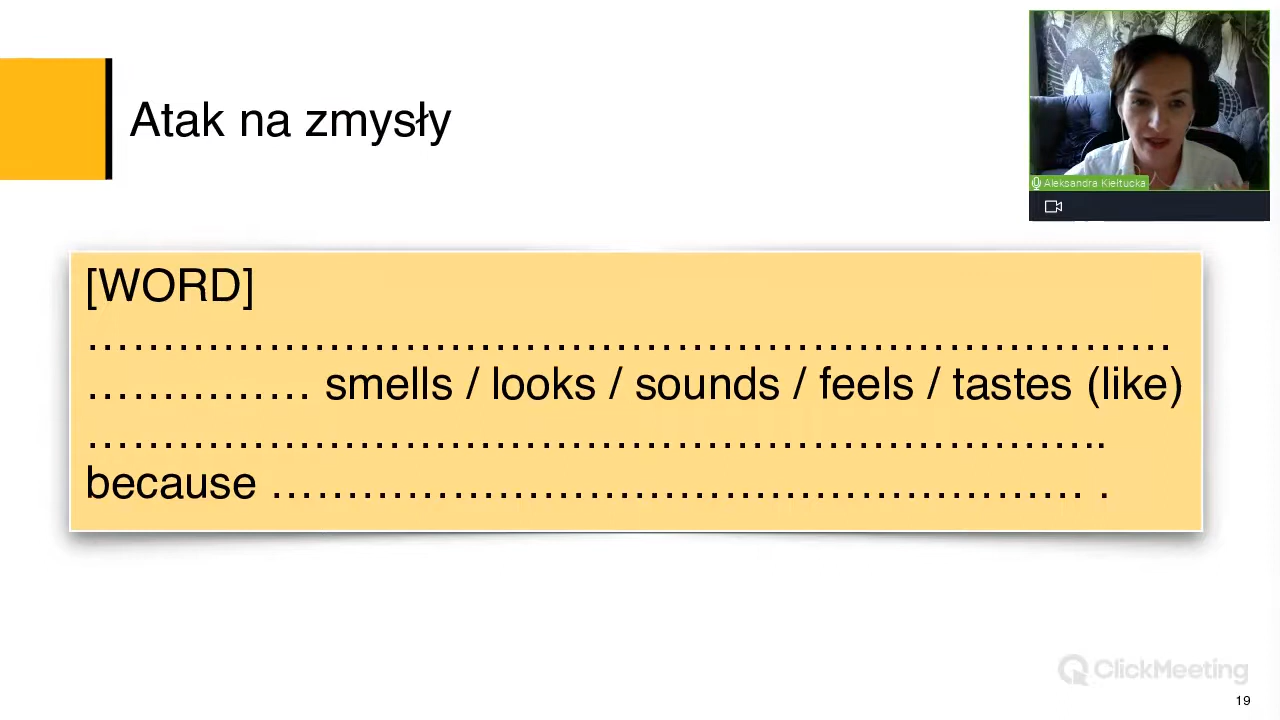 Atak na zmysły
Aleksandra Kiełtucka
[WORD]
………………………………………………………………
…………… smells / looks / sounds / feels / tastes (like)
…………………………………………………………..
because ……………………………………………… .
ClickMeeting
19